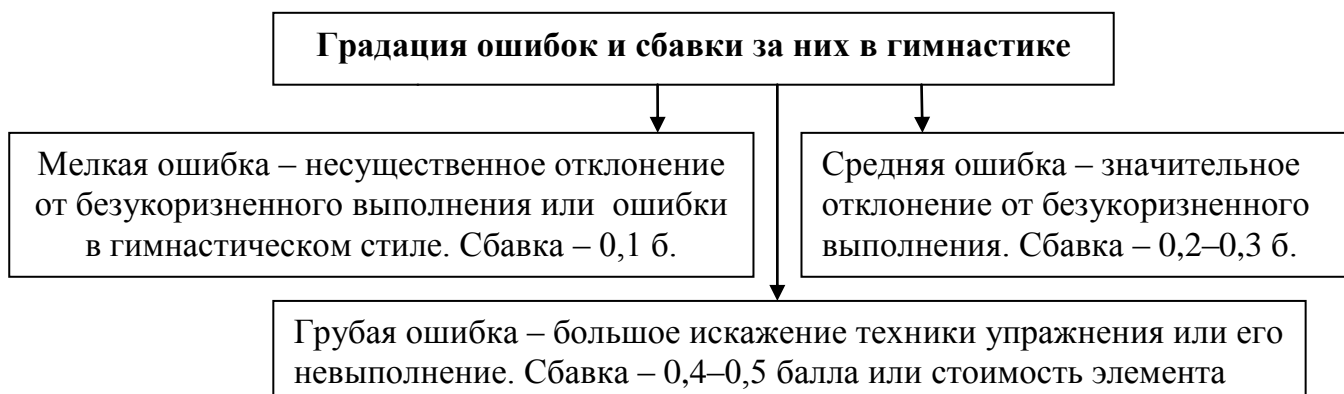 Градация ошибок и сбавки за них в гимнастике
Мелкая ошибка – несущественное отклонение
от безукоризненного выполнения или ошибки
в гимнастическом стиле. Сбавка – 0,1 б.
Средняя ошибка – значительное
отклонение от безукоризненного
выполнения. Сбавка – 0,2–0,3 б.
Грубая ошибка – большое искажение техники упражнения или его
невыполнение. Сбавка – 0,4–0,5 балла или стоимость элемента